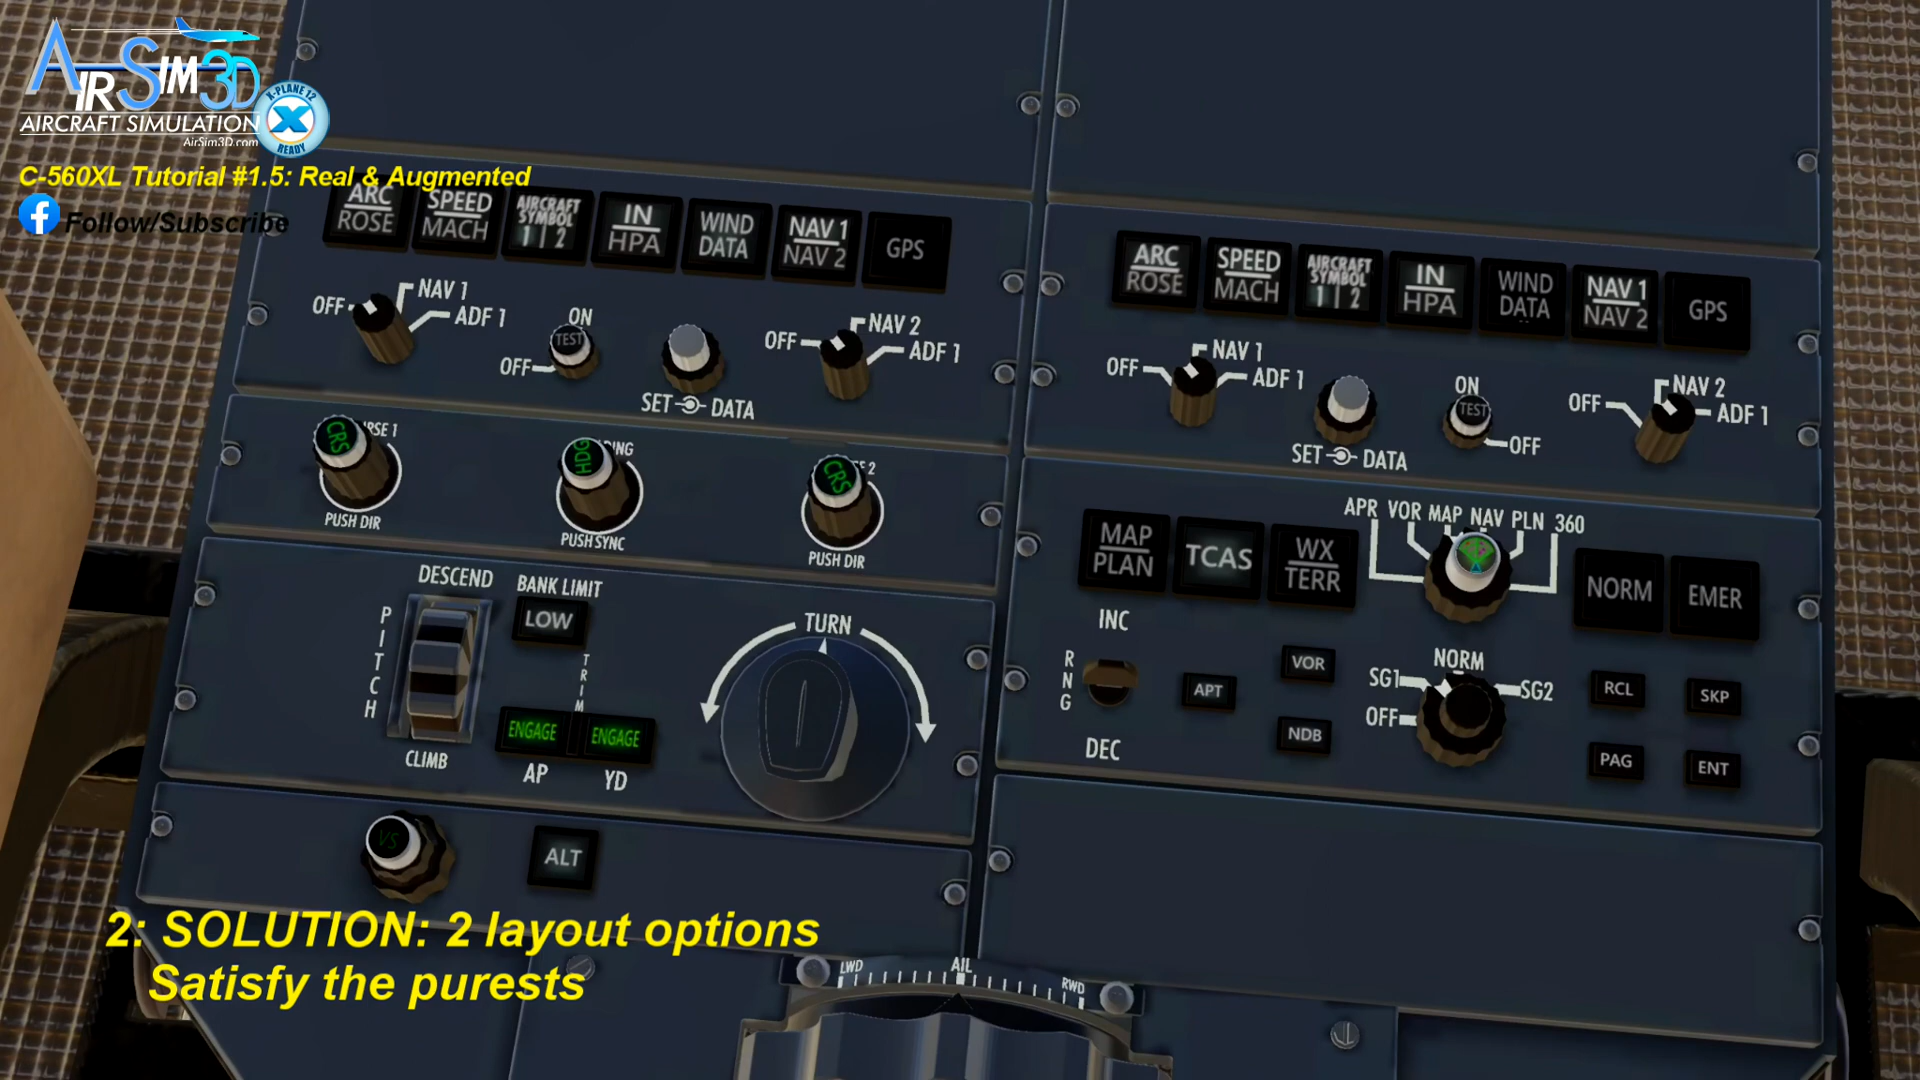 AIRSIM3D
AIRCRAFT SIMULATION
AirSim3D.com
X-PLANE 12
X
READY
C-560XL Tutorial #1.5: Real & Augmented
Follow/Subscribe
ARC
ROSE
SPEED
MACH
AIRCRAFT
SYMBOL
1 | 2
IN
HPA
WIND
DATA
NAV 1
NAV 2
GPS
ARC
ROSE
SPEED
MACH
AIRCRAFT
SYMBOL
1 | 2
IN
HPA
WIND
DATA
NAV 1
NAV 2
GPS
OFF
NAV 1
ADF 1
ON
TEST
OFF
SET
DATA
OFF
NAV 2
ADF 1
OFF
NAV 1
ADF 1
SET
DATA
ON
TEST
OFF
OFF
NAV 2
ADF 1
CRS
PUSH DIR
HDG
PUSH SYNC
CRS
2
PUSH DIR
MAP
PLAN
TCAS
WX
TERR
APR VOR MAP NAV PLN 360
NORM
EMER
DESCEND
PITCH
CLIMB
BANK LIMIT
LOW
TRIM
ENGAGE
ENGAGE
AP
YD
TURN
INC
RNG
DEC
APT
VOR
NDB
NORM
SG1
SG2
OFF
RCL
SKP
PAG
ENT
VS
ALT
2: SOLUTION: 2 layout options
Satisfy the purests
LWD
AIL
RWD